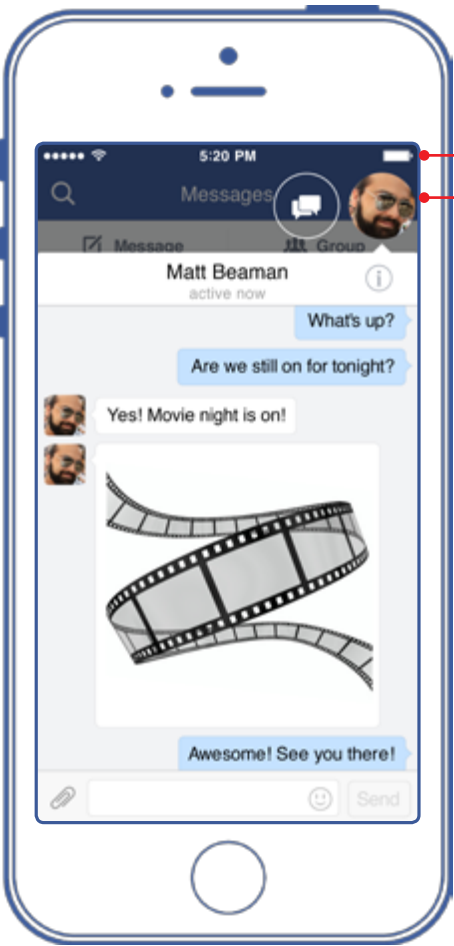 5:20 PM
Messages
Message
Group
Matt Beaman
active now
What's up?
Are we still on for tonight?
Yes! Movie night is on!
Awesome! See you there!
Send